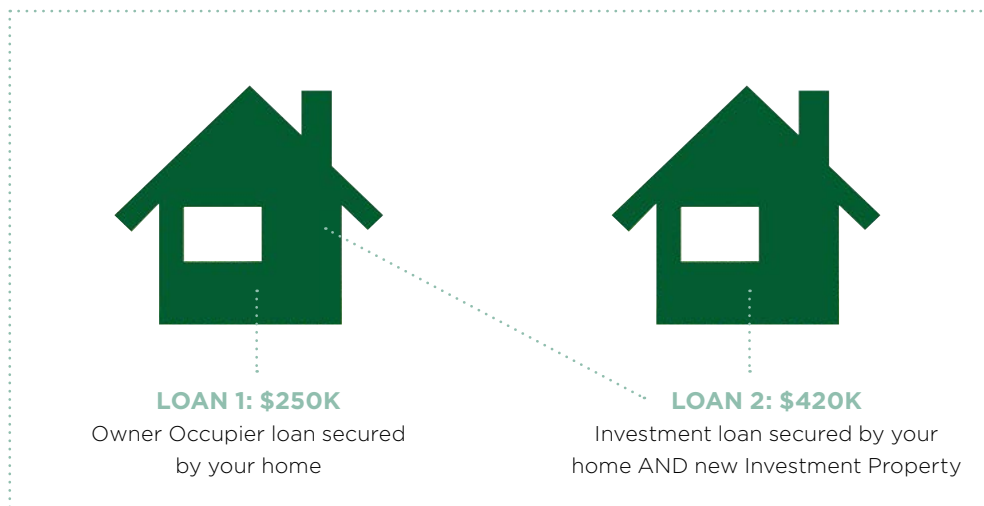 LOAN 1: $250K
Owner Occupier loan secured
by your home
LOAN 2: $420K
Investment loan secured by your
home AND new Investment Property